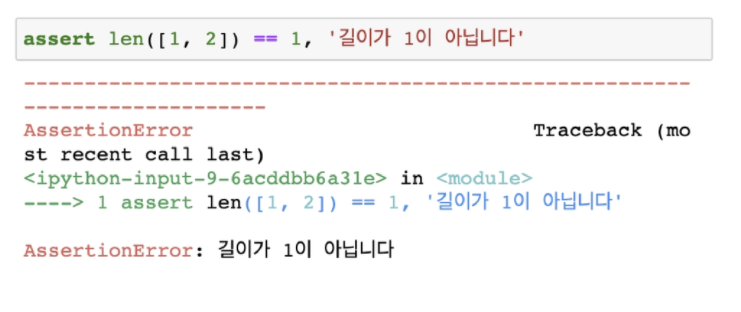 assert len([1, 2]) == 1, '길이가 1이 아닙니다'
-------------------------------------------------------
--------------------
AssertionError                            Traceback (mo
st recent call last)
<ipython-input-9-6acddbb6a31e> in <module>
----> 1 assert len([1, 2]) == 1, '길이가 1이 아닙니다'
AssertionError: 길이가 1이 아닙니다